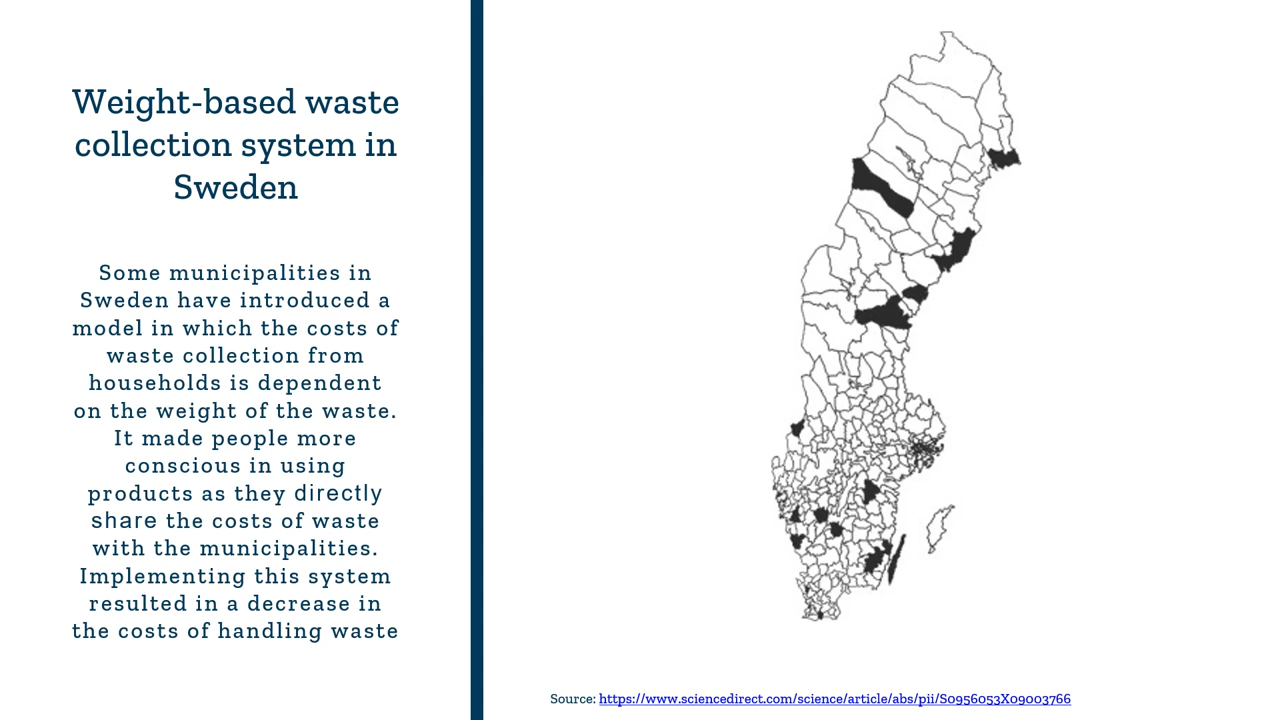 Weight-based waste
collection system in
Sweden
Some municipalities in
Sweden have introduced a
model in which the costs of
waste collection from
households is dependent
on the weight of the waste.
It made people more
conscious in using
products as they directly
share the costs of waste
with the municipalities.
Implementing this system
resulted in a decrease in
the costs of handling waste
Source: https://www.sciencedirect.com/science/article/abs/pii/S0956053X09003766